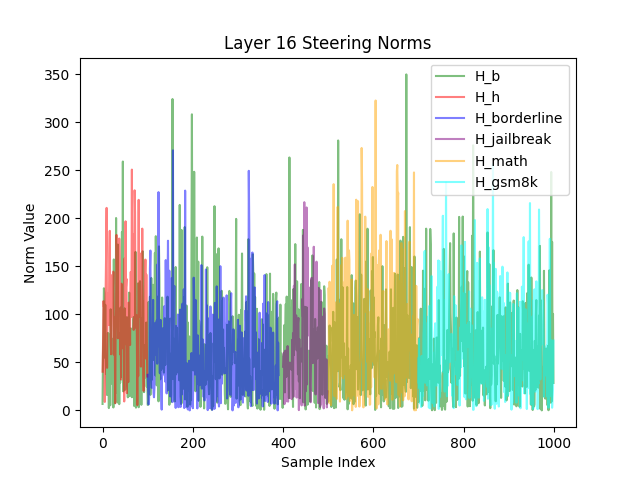 Layer 16 Steering Norms
350
300
250
200
150
100
50
0
Norm Value
H_b
H_h
H_borderline
H_jailbreak
H_math
H_gsm8k
0
200
400
600
800
1000
Sample Index